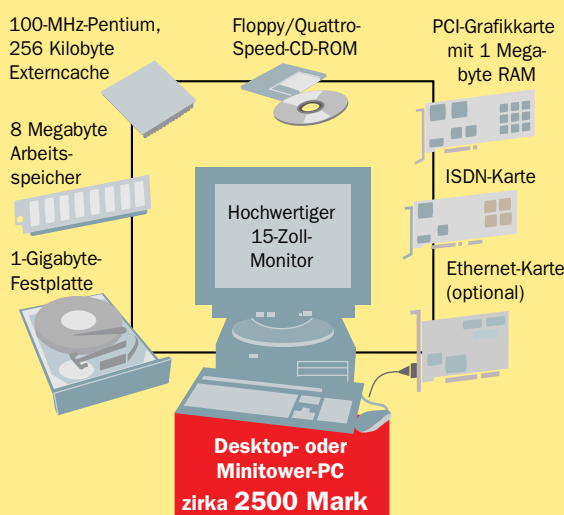 100-MHz-Pentium,
256 Kilobyte
Externcache
Floppy/Quattro-
Speed-CD-ROM
PCI-Grafikkarte
mit 1 Mega-
byte RAM
8 Megabyte
Arbeits-
speicher
ISDN-Karte
Hochwertiger
15-Zoll-
Monitor
1-Gigabyte-
Festplatte
Ethernet-Karte
(optional)
Desktop- oder
Minitower-PC
zirka 2500 Mark